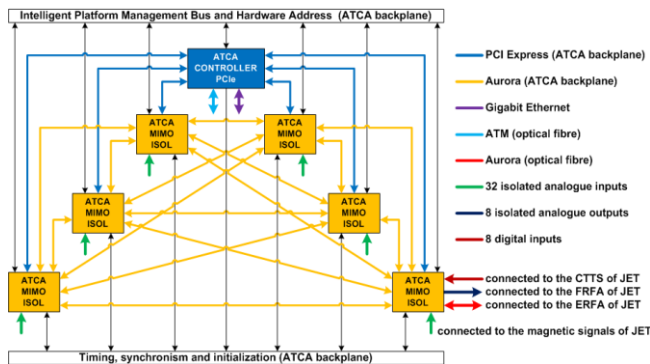 Intelligent Platform Management Bus and Hardware Address (ATCA backplane)
ATCA
CONTROLLER
PCIe
ATCA
MIMO
ISOL
ATCA
MIMO
ISOL
ATCA
MIMO
ISOL
ATCA
MIMO
ISOL
ATCA
MIMO
ISOL
ATCA
MIMO
ISOL
PCI Express (ATCA backplane)
Aurora (ATCA backplane)
Gigabit Ethernet
ATM (optical fibre)
Aurora (optical fibre)
32 isolated analogue inputs
8 isolated analogue outputs
8 digital inputs
connected to the CTTS of JET
connected to the FRFA of JET
connected to the ERFA of JET
connected to the magnetic signals of JET
Timing, synchronism and initialization (ATCA backplane)